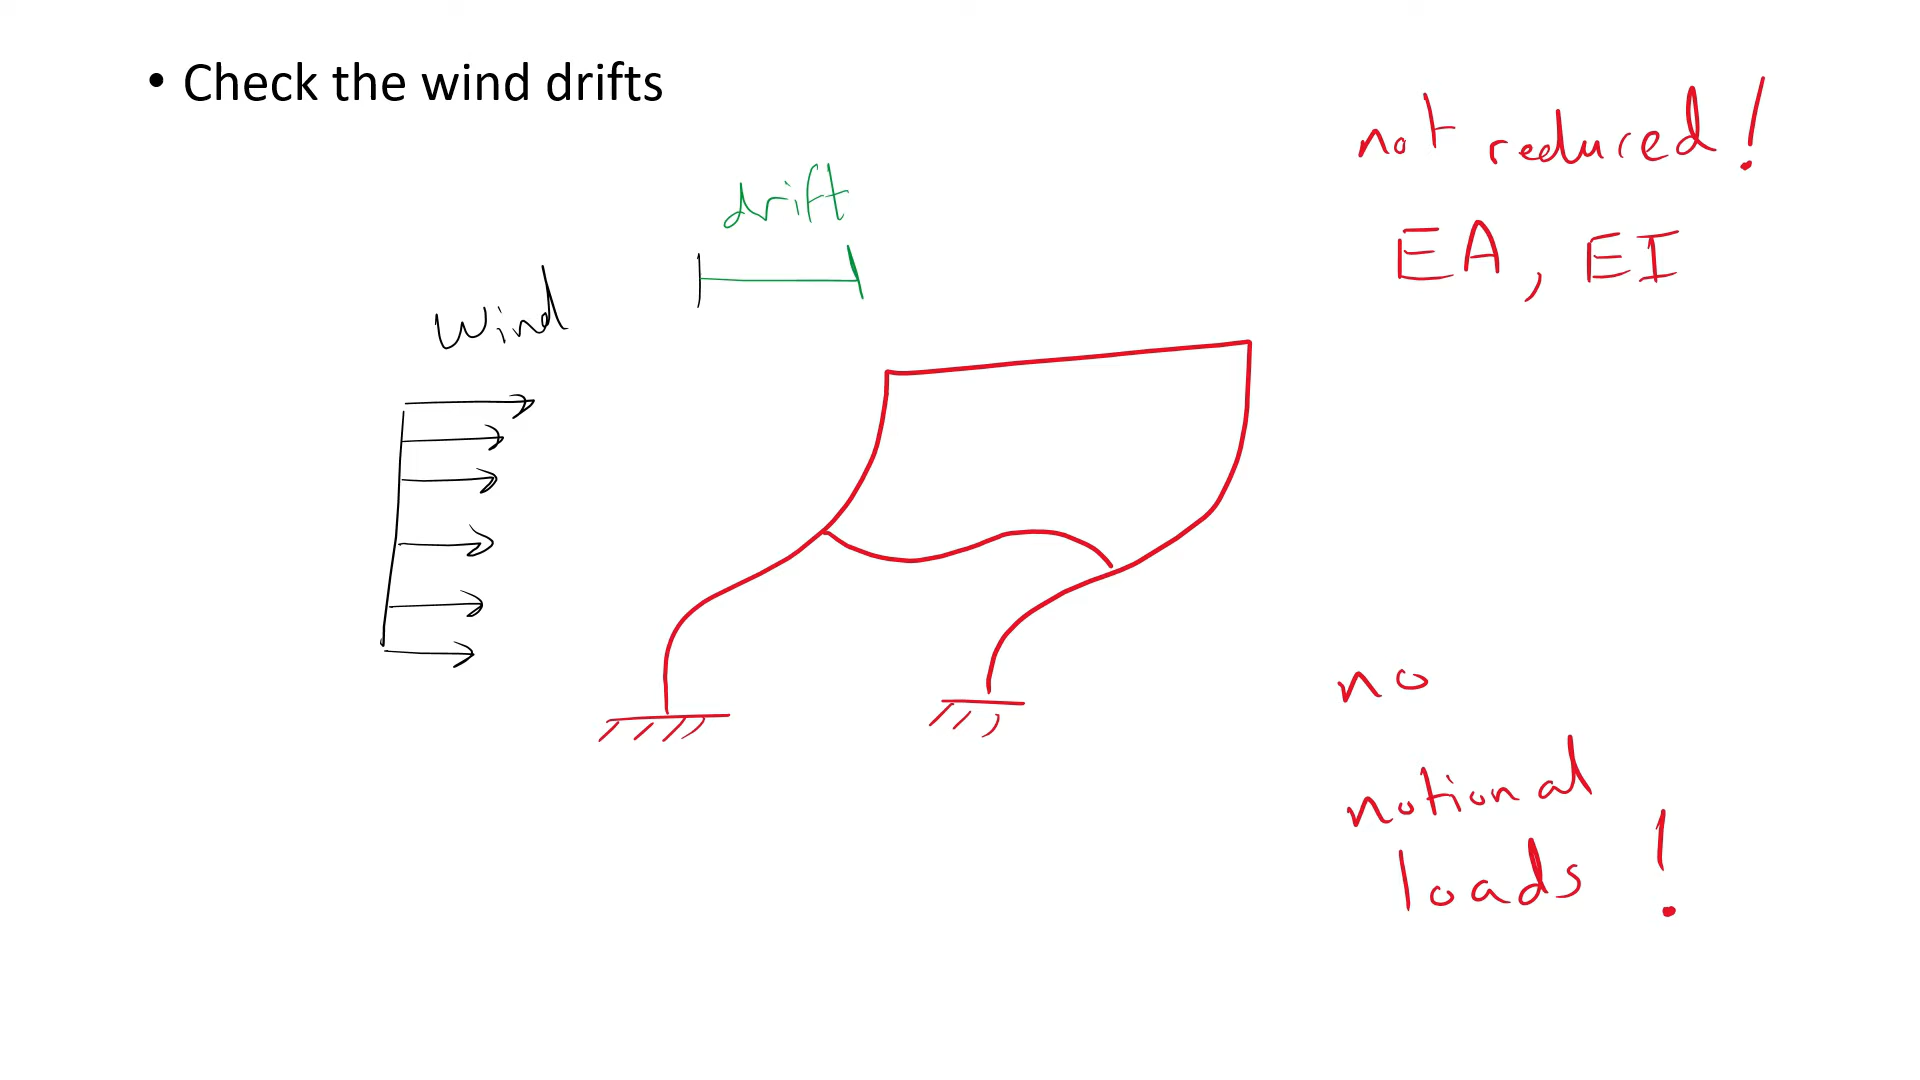 • Check the wind drifts
not reduced!
EA, EI
drift
Wind
no
notional
loads!